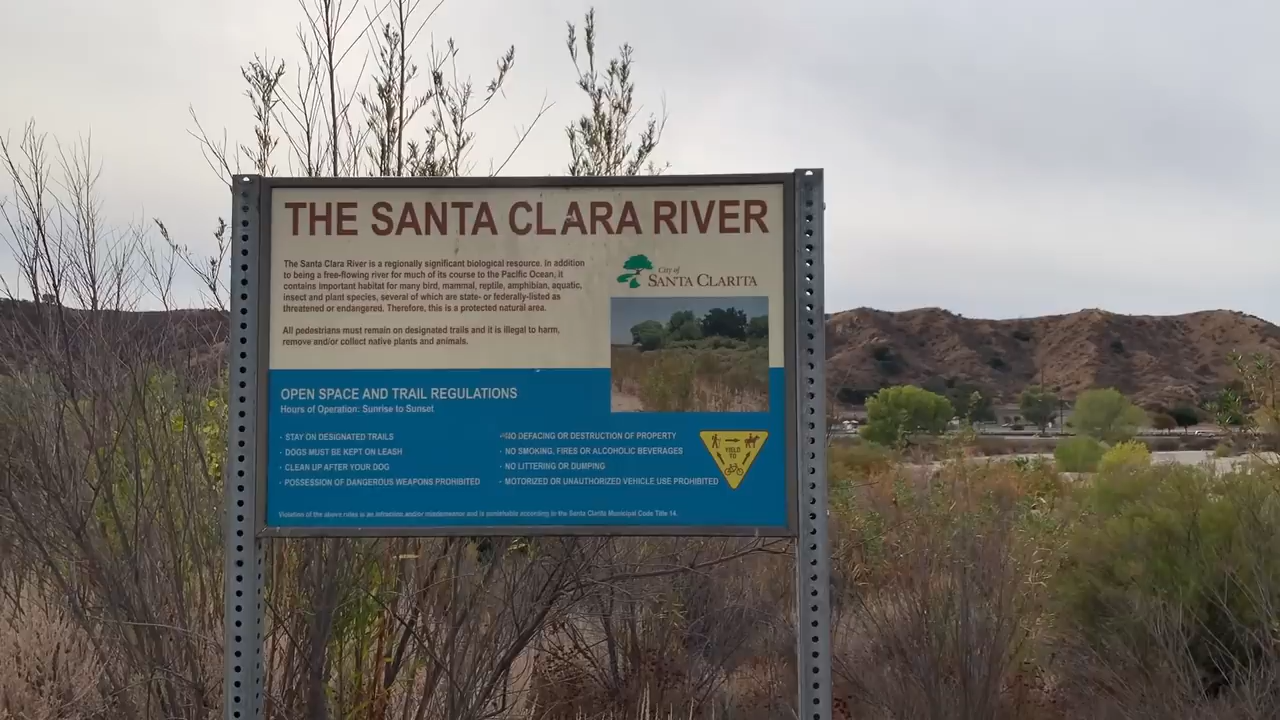 THE SANTA CLARA RIVER
The Santa Clara River is a regionally significant biological resource. In addition
to being a free-flowing river for much of its course to the Pacific Ocean, it
contains important habitat for many bird, mammal, reptile, amphibian, aquatic,
insect and plant species, several of which are state- or federally-listed as
threatened or endangered. Therefore, this is a protected natural area.
All pedestrians must remain on designated trails and it is illegal to harm,
remove and/or collect native plants and animals.
City of
SANTA CLARITA
OPEN SPACE AND TRAIL REGULATIONS
Hours of Operation: Sunrise to Sunset
· STAY ON DESIGNATED TRAILS
· DOGS MUST BE KEPT ON LEASH
· CLEAN UP AFTER YOUR DOG
· POSSESSION OF DANGEROUS WEAPONS PROHIBITED
· NO DEFACING OR DESTRUCTION OF PROPERTY
· NO SMOKING, FIRES OR ALCOHOLIC BEVERAGES
· NO LITTERING OR DUMPING
· MOTORIZED OR UNAUTHORIZED VEHICLE USE PROHIBITED
YIELD
TO
Violation of the above rules is an infraction and/or misdemeanor and is punishable according to the Santa Clarita Municipal Code Title 14.